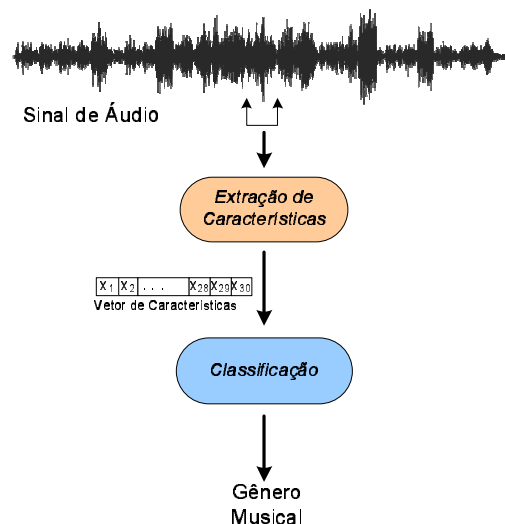 Sinal de Áudio
Extração de
Características
X1 X2 . . . X28 X29 X30
Vetor de Características
Classificação
Gênero
Musical